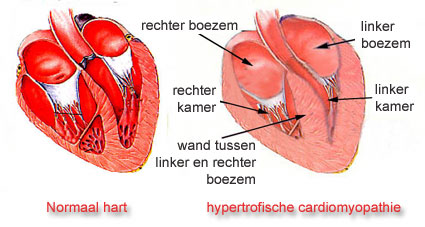 rechter boezem
linker
boezem
rechter
kamer
linker
kamer
wand tussen
linker en rechter
boezem
Normaal hart
hypertrofische cardiomyopathie